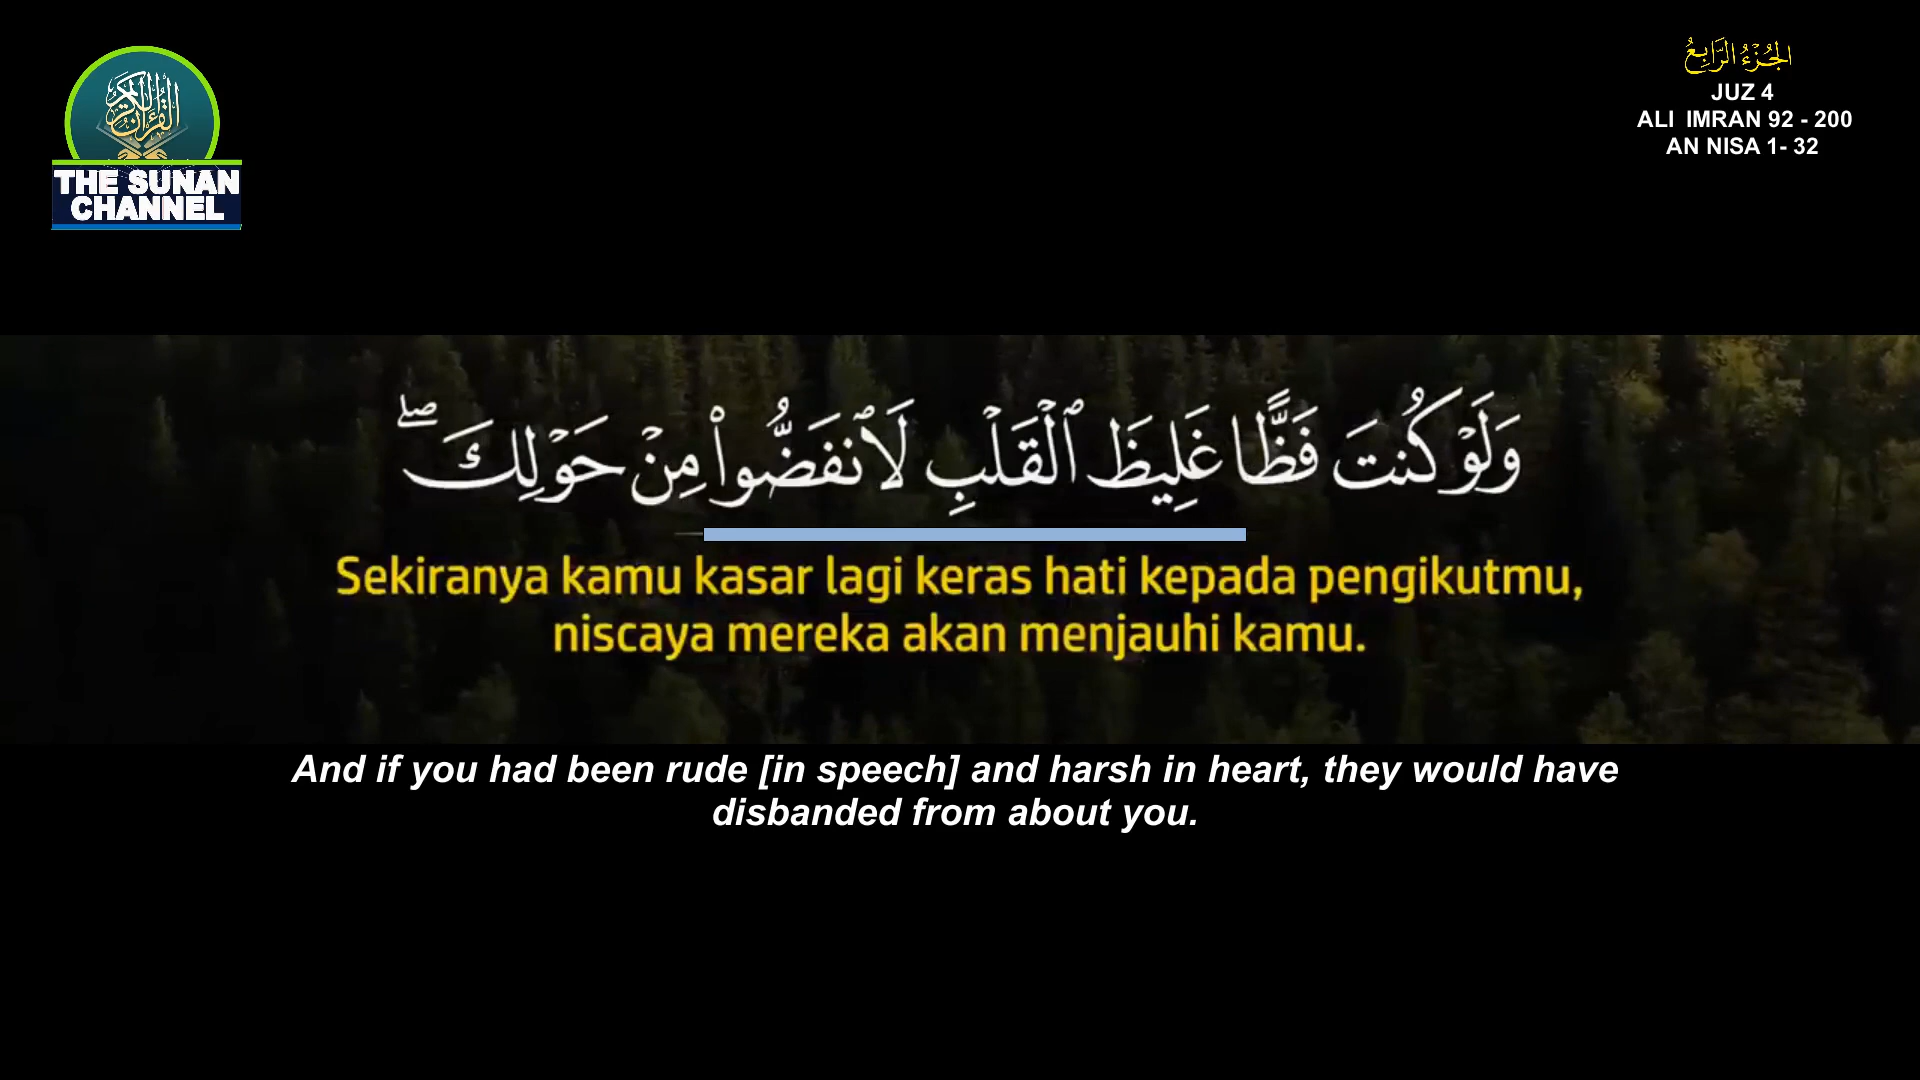 القرآن الكريم
THE SUNAN
CHANNEL
الجُزْءُ الرَّابِعُ
JUZ 4
ALI IMRAN 92 - 200
AN NISA 1- 32
وَلَوْ كُنتَ فَظًّا غَلِيظَ ٱلْقَلْبِ لَٱنفَضُّوا۟ مِنْ حَوْلِكَ ۖ
Sekiranya kamu kasar lagi keras hati kepada pengikutmu,
niscaya mereka akan menjauhi kamu.
And if you had been rude [in speech] and harsh in heart, they would have
disbanded from about you.